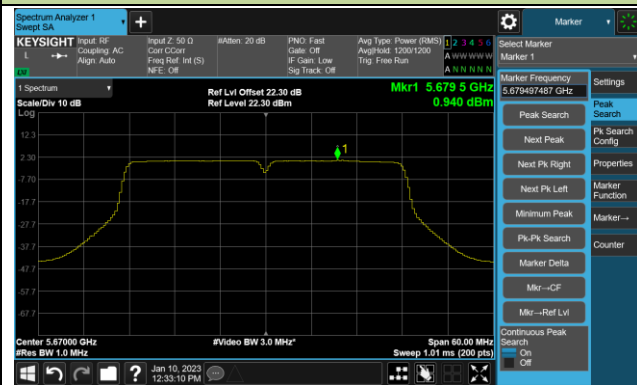 Spectrum Analyzer 1
Swept SA
Marker
KEYSIGHT
L
Input: RF
Coupling: AC
Align: Auto
Input Z: 50 Ω
Corr CCorr
Freq Ref: Int (S)
NFE: Off
#Atten: 20 dB
PNO: Fast
Gate: Off
IF Gain: Low
Sig Track: Off
Avg Type: Power (RMS)
Avg|Hold: 1200/1200
Trig: Free Run
1 2 3 4 5 6
A W W W W W
A N N N N N
Select Marker
Marker 1
1 Spectrum
Scale/Div 10 dB
Log
Ref Lvl Offset 22.30 dB
Ref Level 22.30 dBm
Mkr1 5.679 5 GHz
0.940 dBm
12.3
2.30
-7.70
-17.7
-27.7
-37.7
-47.7
-57.7
-67.7
1
Center 5.67000 GHz
#Res BW 1.0 MHz
#Video BW 3.0 MHz*
Span 60.00 MHz
Sweep 1.01 ms (200 pts)
Marker Frequency
5.679497487 GHz
Peak Search
Next Peak
Next Pk Right
Next Pk Left
Minimum Peak
Pk-Pk Search
Marker Delta
Mkr→CF
Mkr→Ref Lvl
Continuous Peak
Search
On
Off
Settings
Peak
Search
Pk Search
Config
Properties
Marker
Function
Marker→
Counter
?
Jan 10, 2023
12:33:10 PM